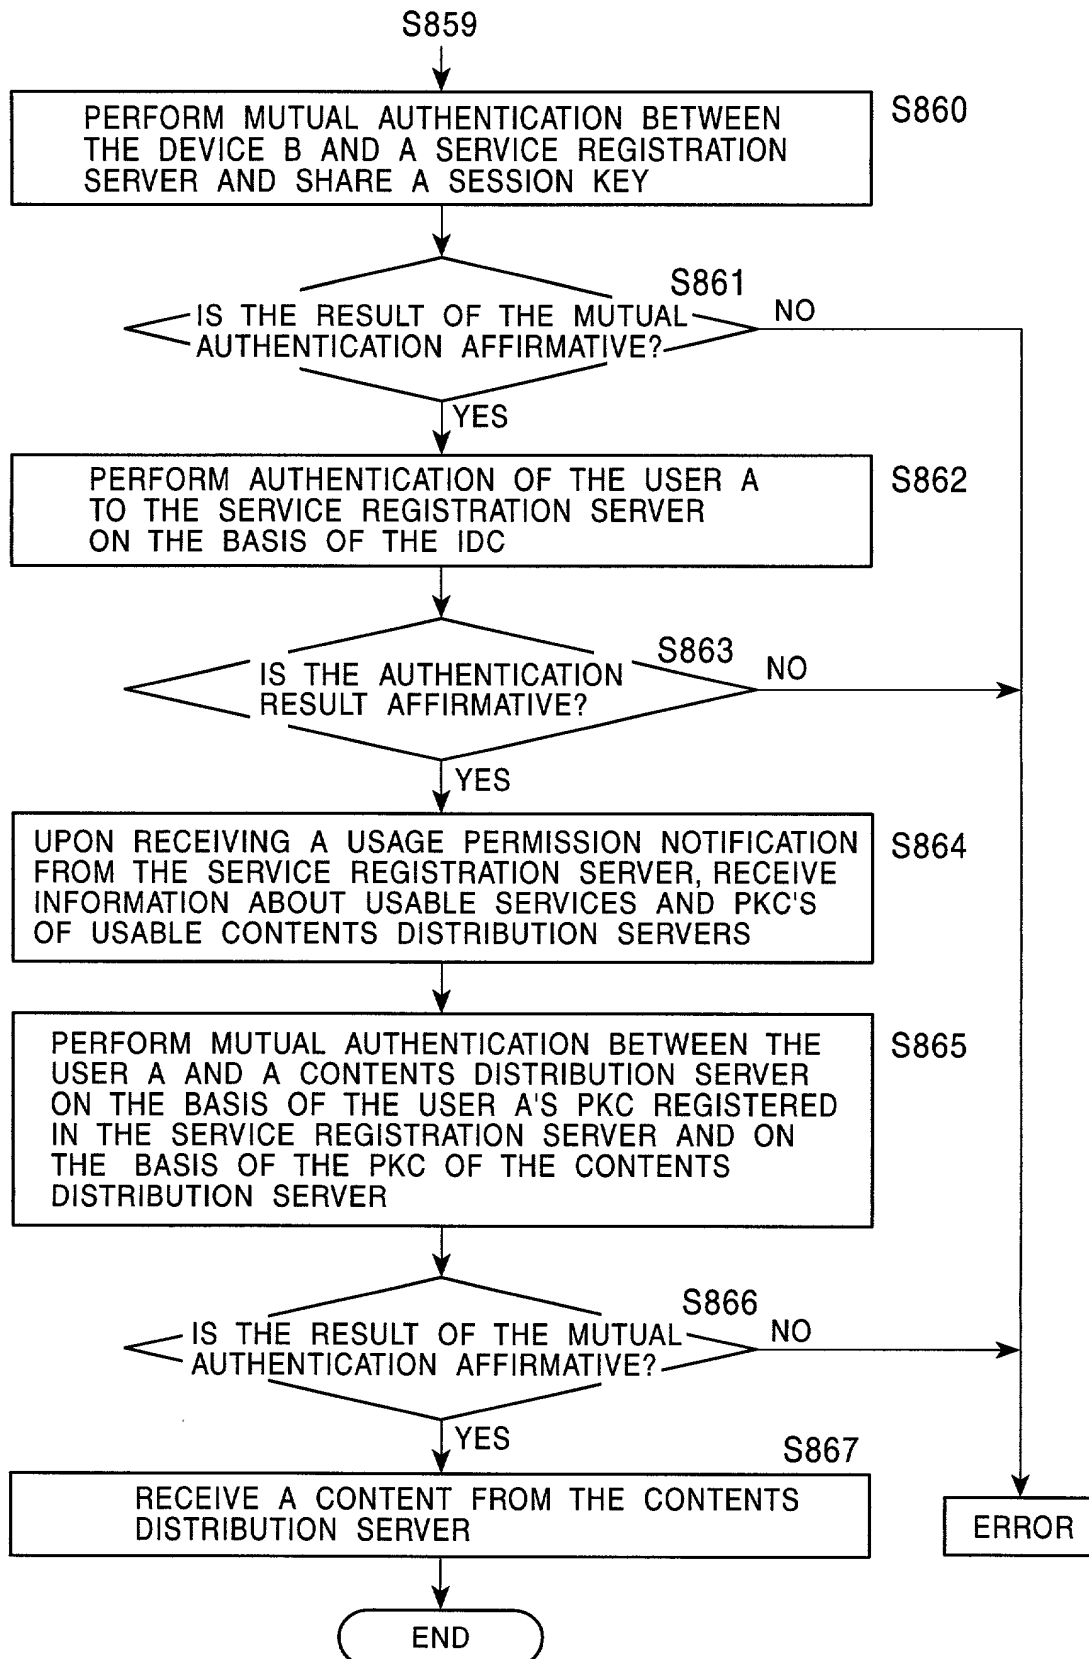 S859
PERFORM MUTUAL AUTHENTICATION BETWEEN
THE DEVICE B AND A SERVICE REGISTRATION
SERVER AND SHARE A SESSION KEY
S860
S861
IS THE RESULT OF THE MUTUAL
AUTHENTICATION AFFIRMATIVE?
NO
YES
PERFORM AUTHENTICATION OF THE USER A
TO THE SERVICE REGISTRATION SERVER
ON THE BASIS OF THE IDC
S862
S863
IS THE AUTHENTICATION
RESULT AFFIRMATIVE?
NO
YES
UPON RECEIVING A USAGE PERMISSION NOTIFICATION
FROM THE SERVICE REGISTRATION SERVER, RECEIVE
INFORMATION ABOUT USABLE SERVICES AND PKC'S
OF USABLE CONTENTS DISTRIBUTION SERVERS
S864
PERFORM MUTUAL AUTHENTICATION BETWEEN THE
USER A AND A CONTENTS DISTRIBUTION SERVER
ON THE BASIS OF THE USER A'S PKC REGISTERED
IN THE SERVICE REGISTRATION SERVER AND ON
THE BASIS OF THE PKC OF THE CONTENTS
DISTRIBUTION SERVER
S865
S866
IS THE RESULT OF THE MUTUAL
AUTHENTICATION AFFIRMATIVE?
NO
YES
S867
RECEIVE A CONTENT FROM THE CONTENTS
DISTRIBUTION SERVER
ERROR
END